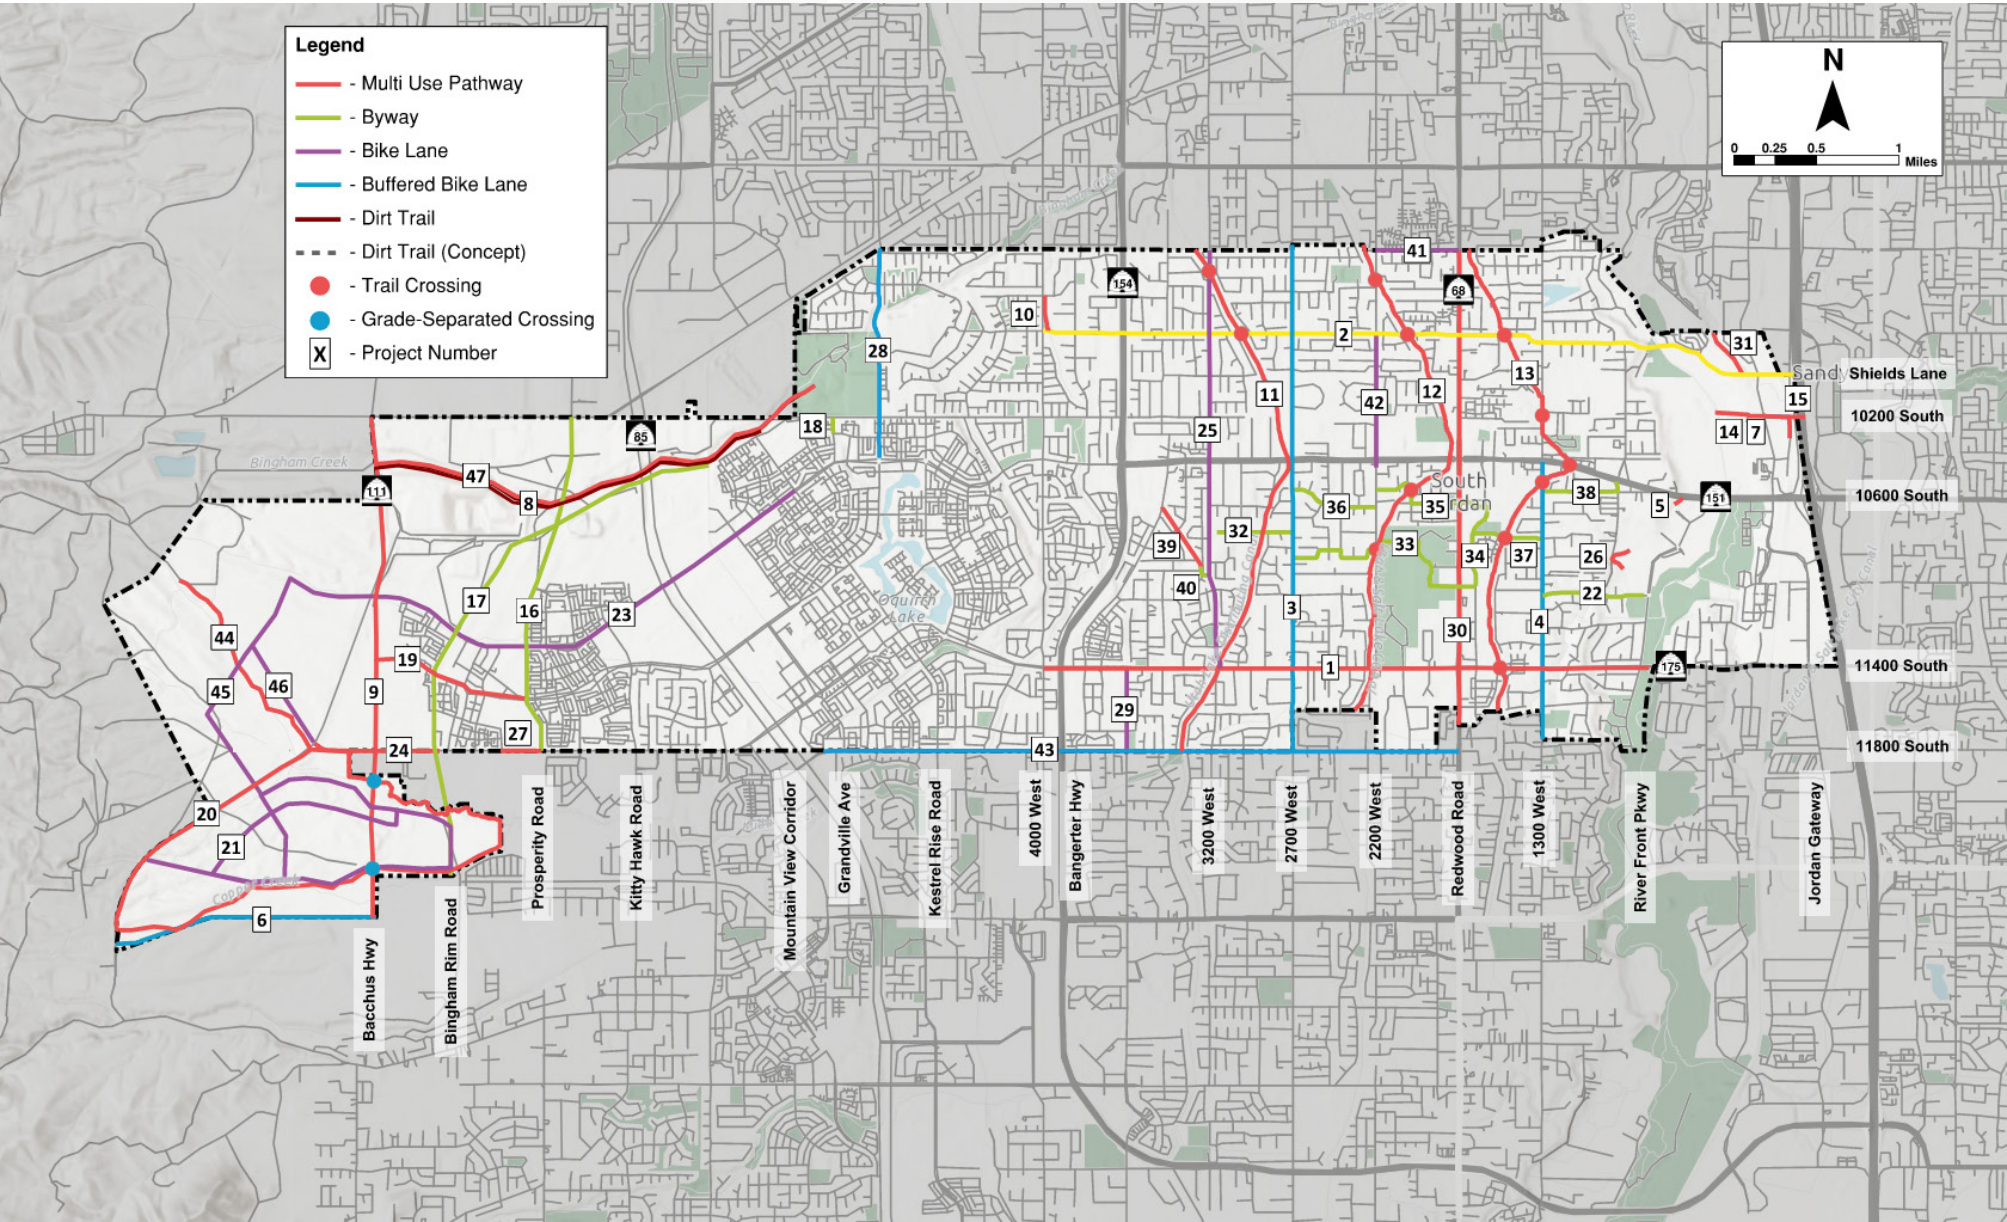 Legend
- Multi Use Pathway
- Byway
- Bike Lane
- Buffered Bike Lane
- Dirt Trail
- Dirt Trail (Concept)
- Trail Crossing
- Grade-Separated Crossing
X - Project Number
N
0 0.25 0.5 1
Miles
41
154
68
10
2
31
28
13
Sandy
Shields Lane
11
12
15
42
10200 South
18
25
14 7
85
Bingham Creek
47
South
111
8
36
35
38
5
151
10600 South
32
33
39
34
37
26
40
22
17
16
23
Oquirrh
Lake
3
4
44
30
19
1
175
11400 South
45
46
9
29
27
24
43
11800 South
20
21
Copper Creek
6
Bacchus Hwy
Bingham Rim Road
Prosperity Road
Kitty Hawk Road
Mountain View Corridor
Grandville Ave
Kestrel Rise Road
4000 West
Bangerter Hwy
3200 West
2700 West
2200 West
Redwood Road
1300 West
River Front Pkwy
Jordan Gateway